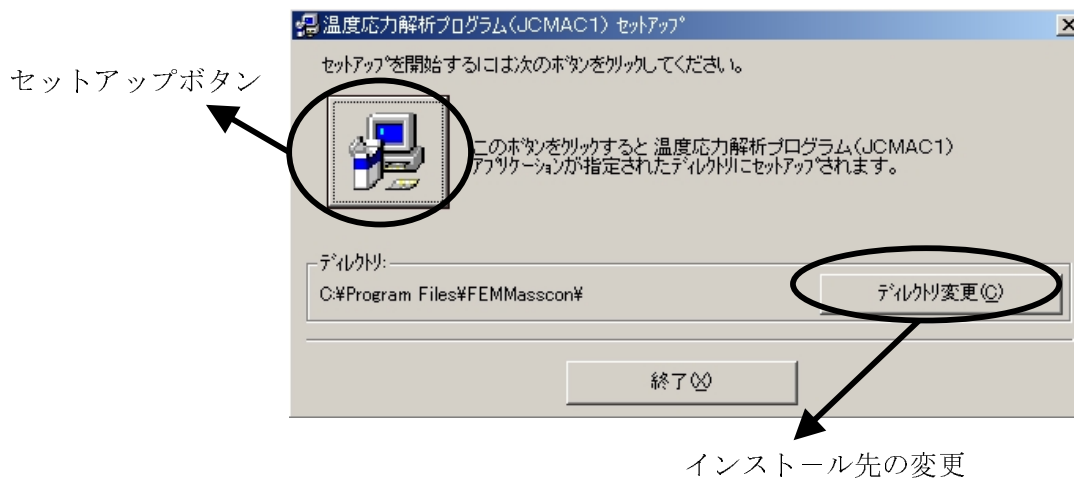 温度応力解析プログラム(JCMAC1) セットアップ
セットアップを開始するには次のボタンをクリックしてください。
セットアップボタン
このボタンをクリックすると 温度応力解析プログラム(JCMAC1)
アプリケーションが指定されたディレクトリにセットアップされます。
ディレクトリ:
C:¥Program Files¥FEMMasscon¥
ディレクトリ変更(C)
終了(X)
インストール先の変更